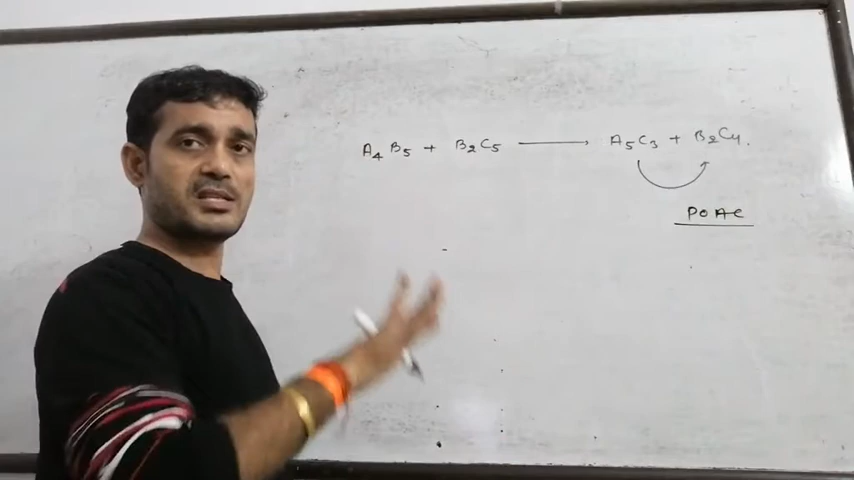 A₄B₅ + B₂C₅ → A₅C₃ + B₂C₄.
POAC